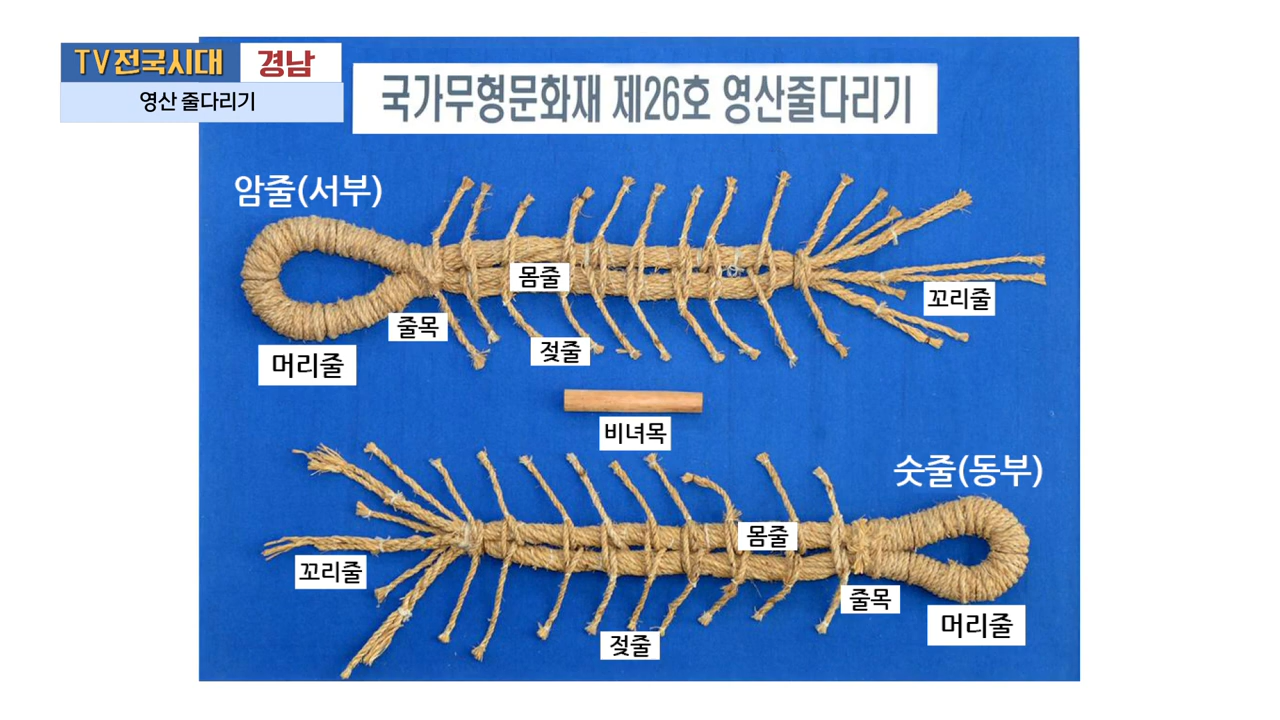 TV전국시대 경남
영산 줄다리기
국가무형문화재 제26호 영산줄다리기
암줄(서부)
몸줄
꼬리줄
줄목
젖줄
머리줄
비녀목
숫줄(동부)
몸줄
꼬리줄
줄목
머리줄
젖줄